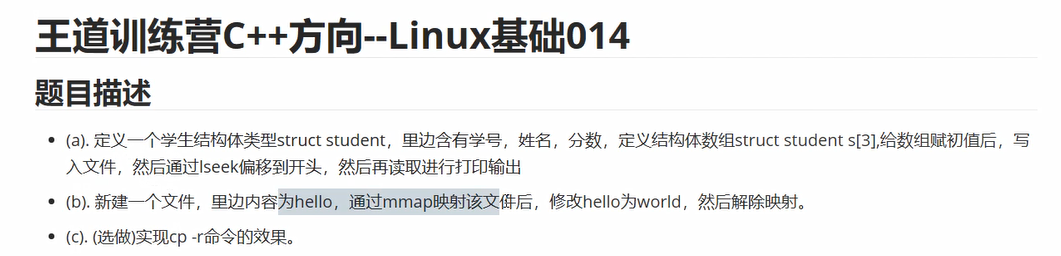 王道训练营C++方向--Linux基础014
题目描述
• (a). 定义一个学生结构体类型struct student，里边含有学号，姓名，分数，定义结构体数组struct student s[3],给数组赋初值后，写
入文件，然后通过lseek偏移到开头，然后再读取进行打印输出
• (b). 新建一个文件，里边内容为hello，通过mmap映射该文件后，修改hello为world，然后解除映射。
• (c). (选做)实现cp -r命令的效果。